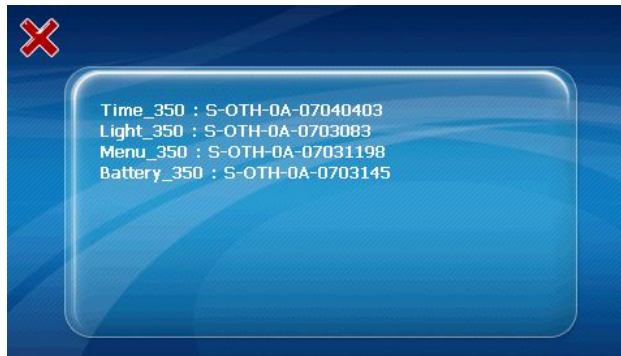 Time_350 : S-OTH-0A-07040403
Light_350 : S-OTH-0A-0703083
Menu_350 : S-OTH-0A-07031198
Battery_350 : S-OTH-0A-0703145